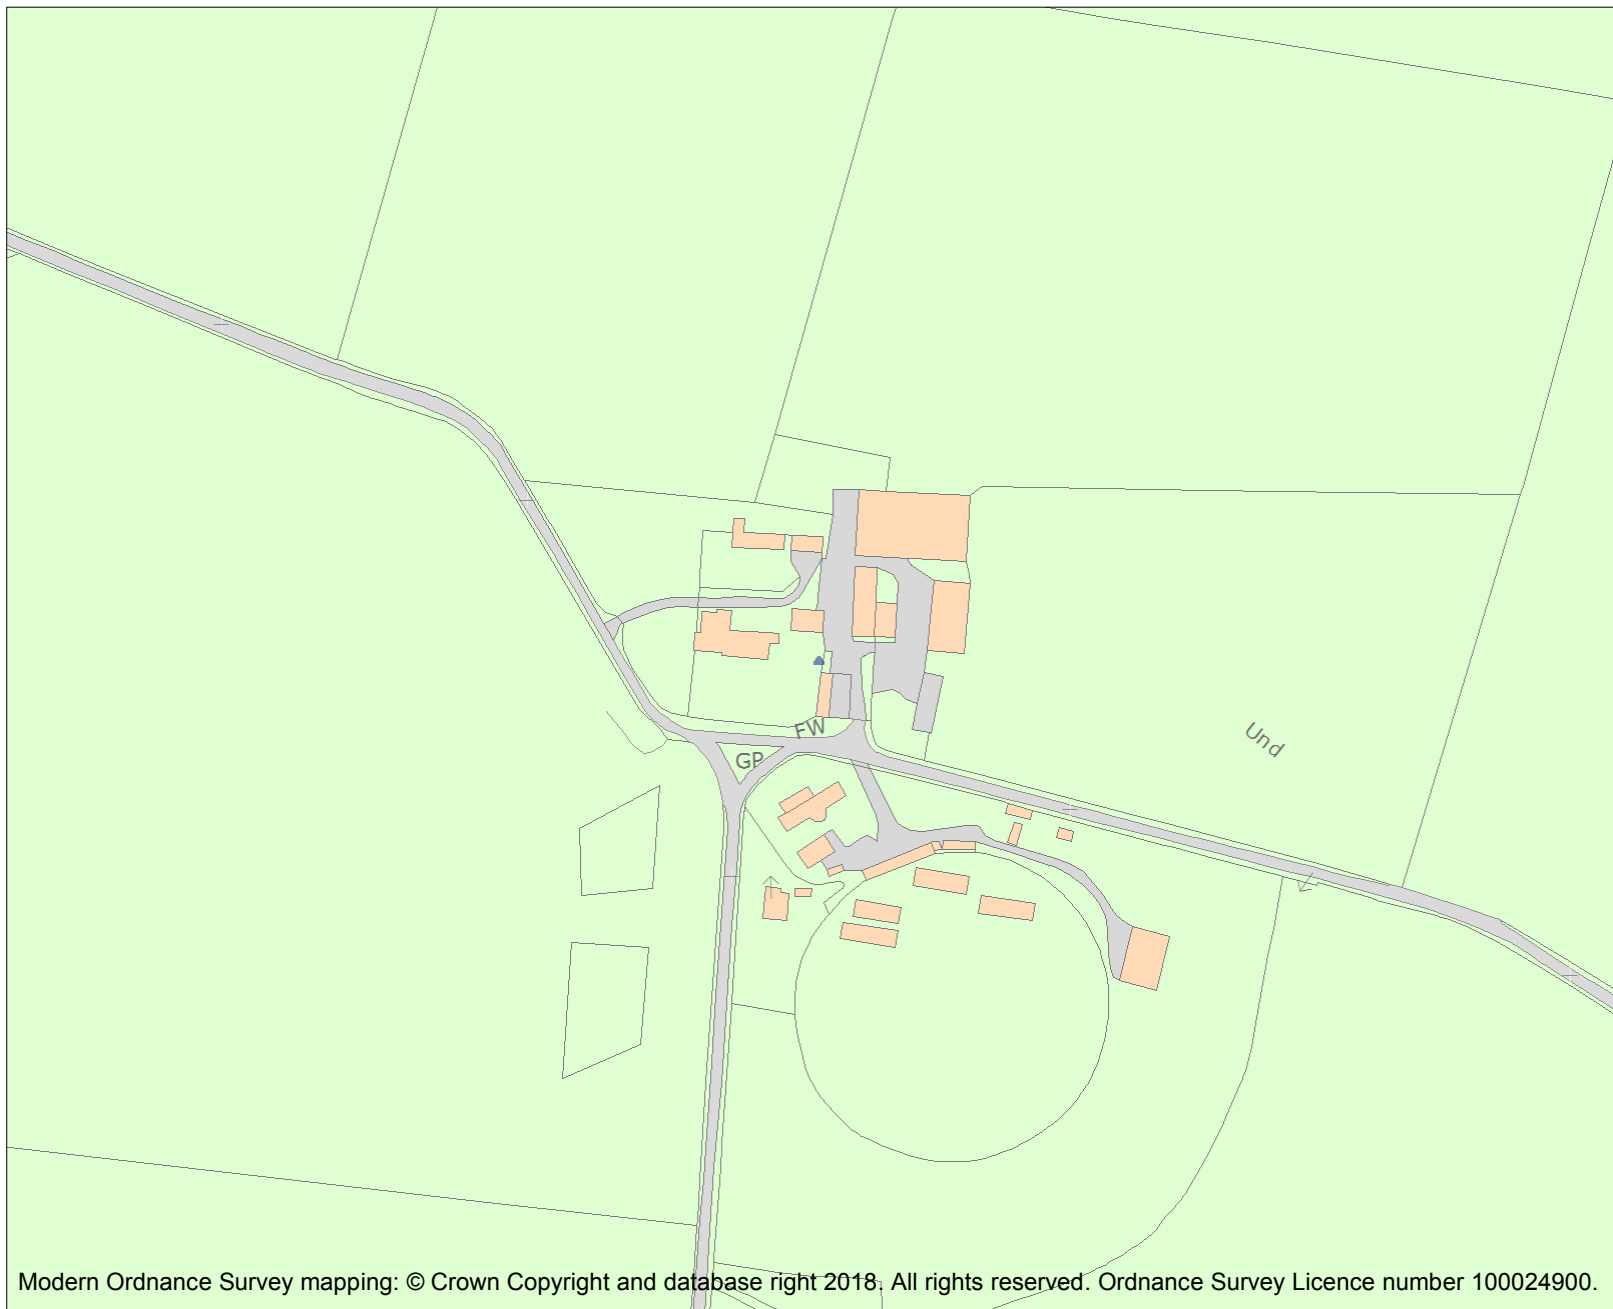 FW
GP
Und
Modern Ordnance Survey mapping: © Crown Copyright and database right 2018. All rights reserved. Ordnance Survey Licence number 100024900.